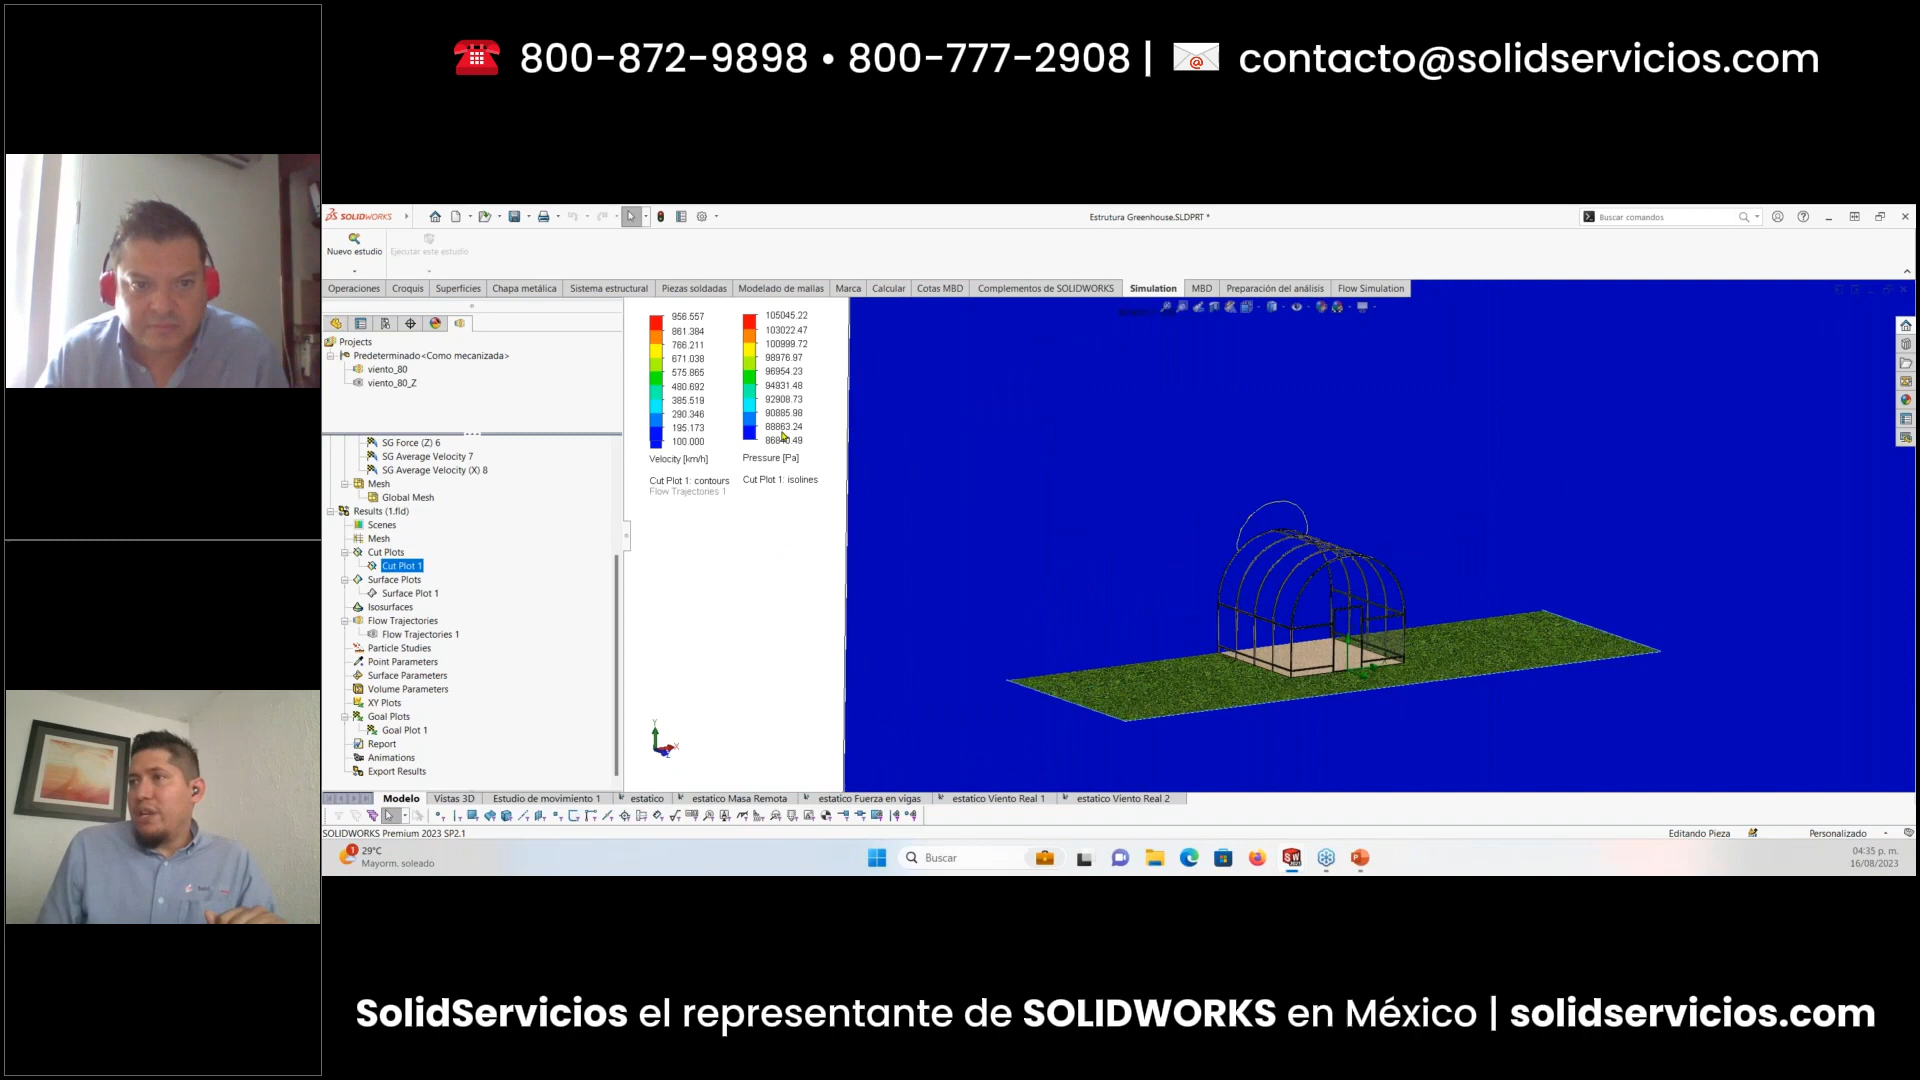 800-872-9898 • 800-777-2908 | contacto@solidservicios.com
SOLIDWORKS
Estrutura Greenhouse.SLDPRT *
Buscar comandos
Nuevo estudio
Ejecutar este estudio
Operaciones
Croquis
Superficies
Chapa metálica
Sistema estructural
Piezas soldadas
Modelado de mallas
Marca
Calcular
Cotas MBD
Complementos de SOLIDWORKS
Simulation
MBD
Preparación del análisis
Flow Simulation
Projects
Predeterminado<Como mecanizada>
viento_80
viento_80_Z
SG Force (Z) 6
SG Average Velocity 7
SG Average Velocity (X) 8
Mesh
Global Mesh
Results (1.fld)
Scenes
Mesh
Cut Plots
Cut Plot 1
Surface Plots
Surface Plot 1
Isosurfaces
Flow Trajectories
Flow Trajectories 1
Particle Studies
Point Parameters
Surface Parameters
Volume Parameters
XY Plots
Goal Plots
Goal Plot 1
Report
Animations
Export Results
956.557
861.384
766.211
671.038
575.865
480.692
385.519
290.346
195.173
100.000
Velocity [km/h]
Cut Plot 1: contours
Flow Trajectories 1
105045.22
103022.47
100999.72
98976.97
96954.23
94931.48
92908.73
90885.98
88863.24
Pressure [Pa]
Cut Plot 1: isolines
Y
X
Modelo
Vistas 3D
Estudio de movimiento 1
estatico
estatico Masa Remota
estatico Fuerza en vigas
estatico Viento Real 1
estatico Viento Real 2
SOLIDWORKS Premium 2023 SP2.1
Editando Pieza
Personalizado
29°C
Mayorm. soleado
Buscar
04:35 p. m.
16/08/2023
SolidServicios el representante de SOLIDWORKS en México | solidservicios.com